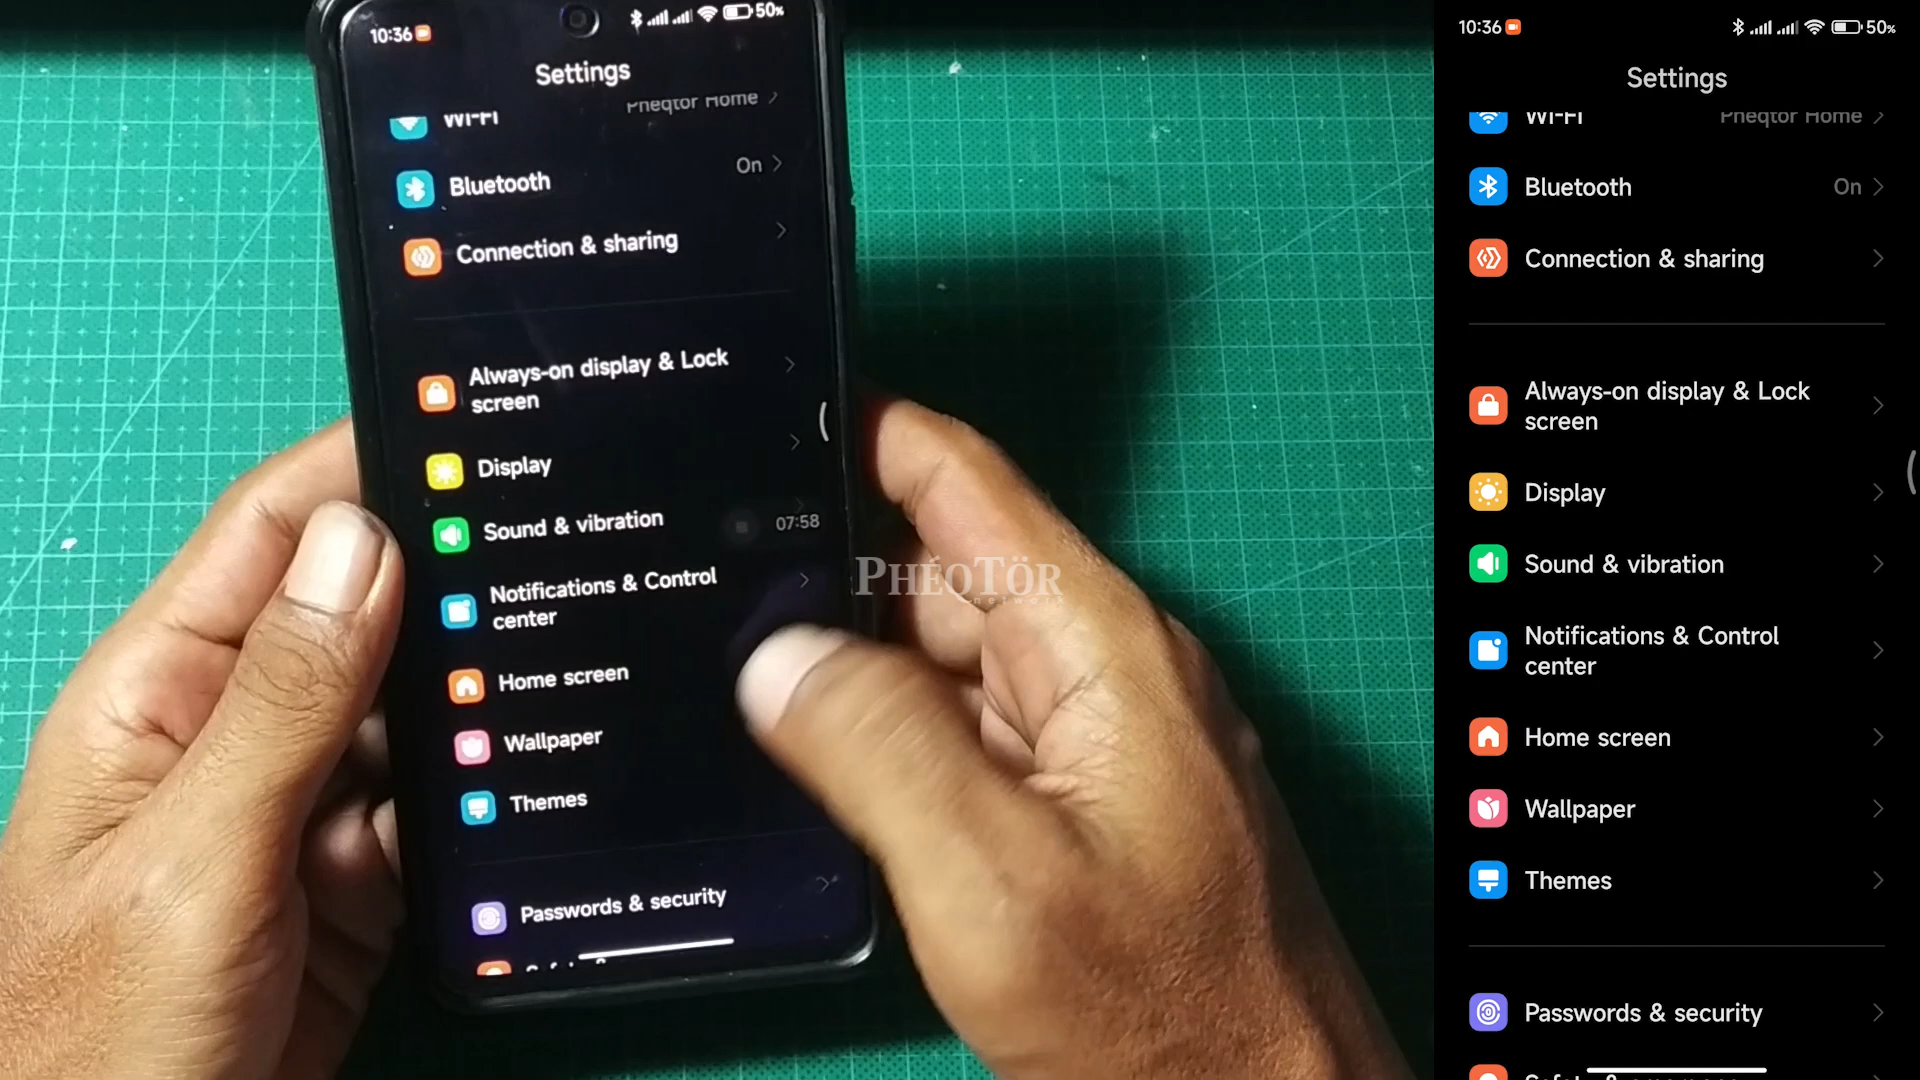 10:36
50%
Settings
Wi-Fi
Pheqtor Home
Bluetooth
On
Connection & sharing
Always-on display & Lock
screen
Display
Sound & vibration
07:58
Notifications & Control
center
Home screen
Wallpaper
Themes
Passwords & security
PHÉQTÖR
network
10:36
50%
Settings
Wi-Fi
Pheqtor Home
Bluetooth
On
Connection & sharing
Always-on display & Lock
screen
Display
Sound & vibration
Notifications & Control
center
Home screen
Wallpaper
Themes
Passwords & security